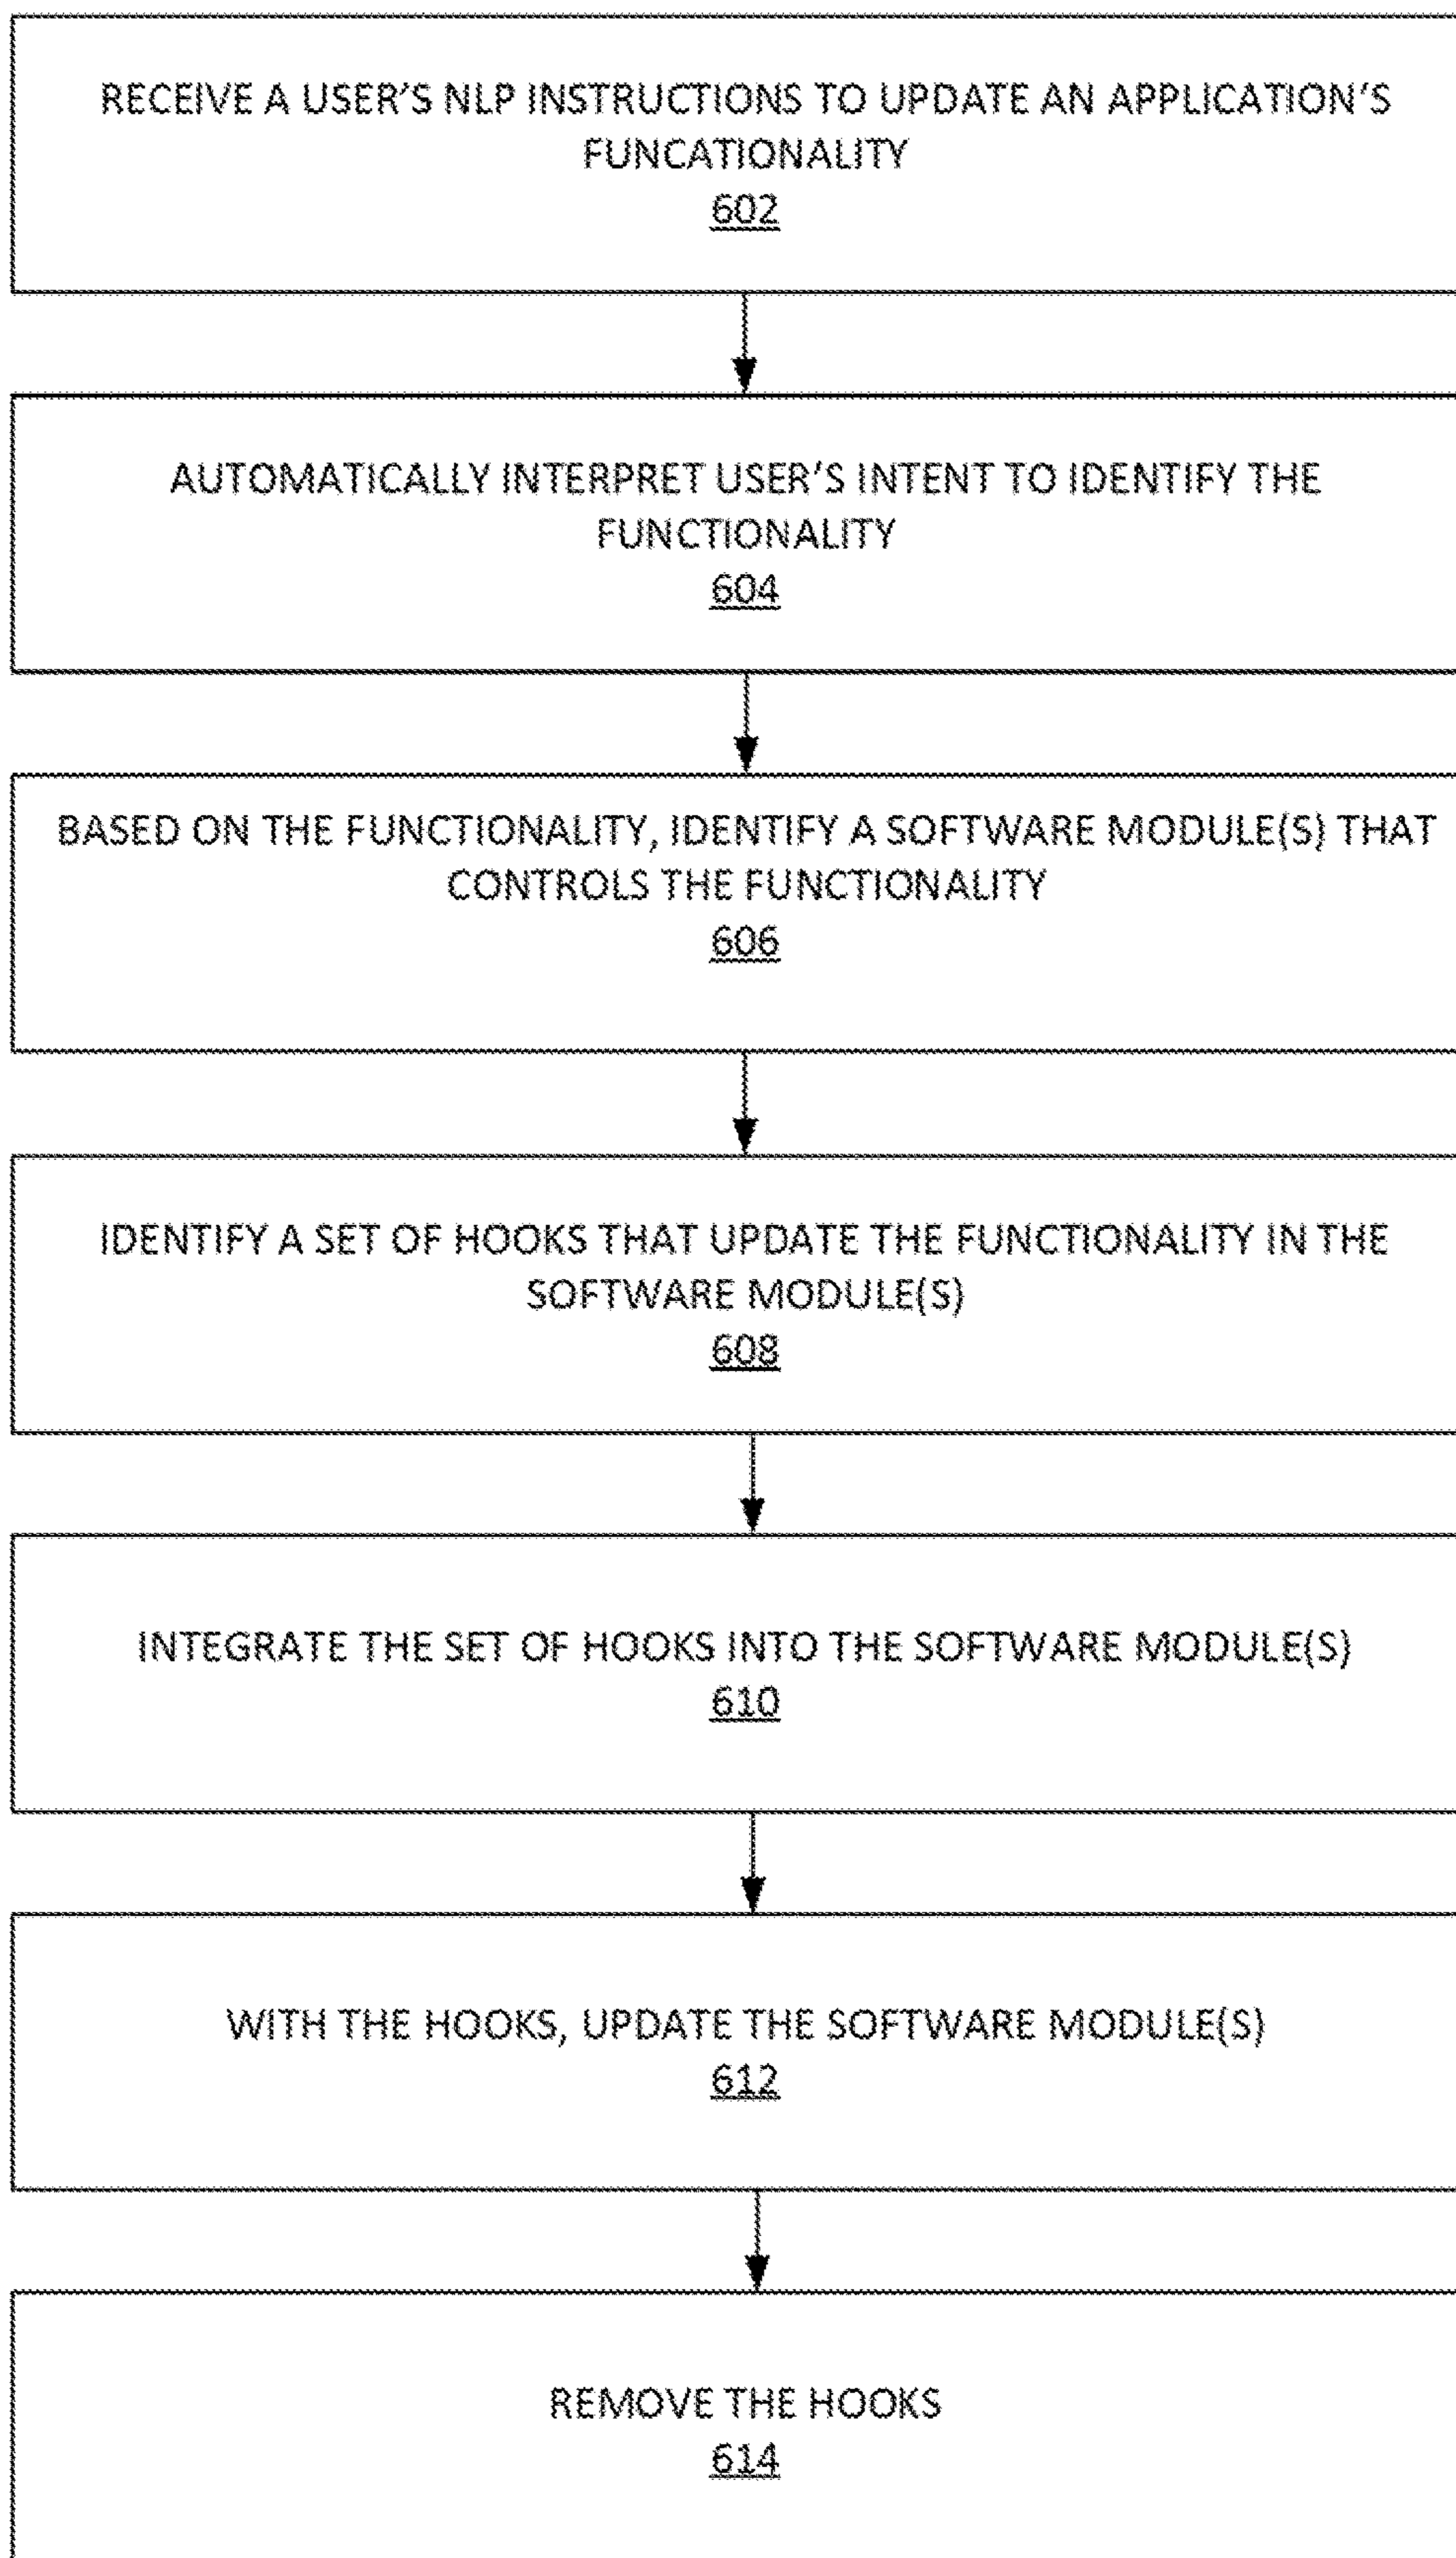 RECEIVE A USER'S NLP INSTRUCTIONS TO UPDATE AN APPLICATION'S
FUNCATIONALITY
602
AUTOMATICALLY INTERPRET USER'S INTENT TO IDENTIFY THE
FUNCTIONALITY
604
BASED ON THE FUNCTIONALITY, IDENTIFY A SOFTWARE MODULE(S) THAT
CONTROLS THE FUNCTIONALITY
606
IDENTIFY A SET OF HOOKS THAT UPDATE THE FUNCTIONALITY IN THE
SOFTWARE MODULE(S)
608
INTEGRATE THE SET OF HOOKS INTO THE SOFTWARE MODULE(S)
610
WITH THE HOOKS, UPDATE THE SOFTWARE MODULE(S)
612
REMOVE THE HOOKS
614